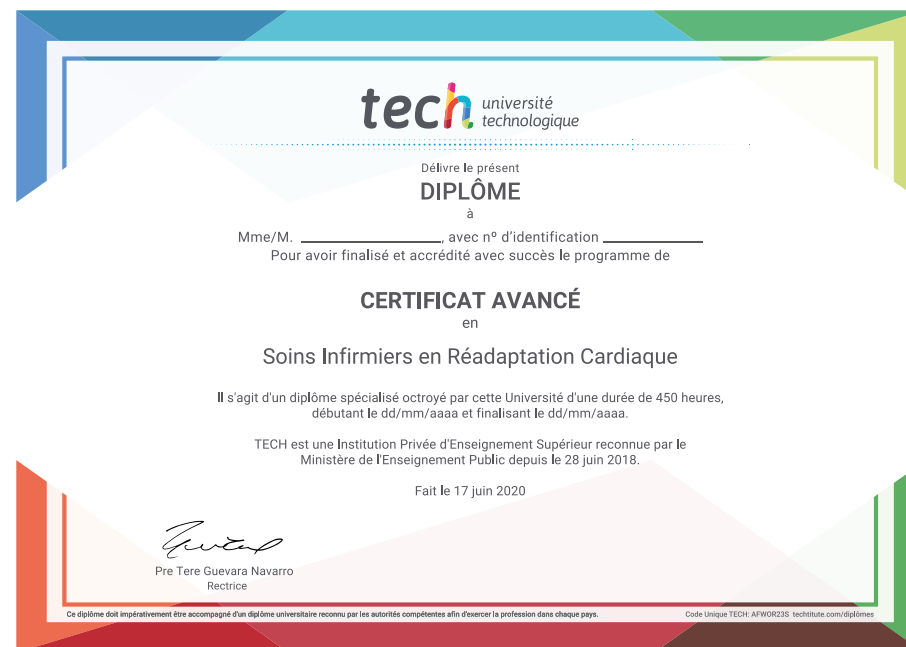 tech université
technologique
Délivre le présent
DIPLÔME
à
Mme/M. ____________________, avec nº d'identification ______________
Pour avoir finalisé et accrédité avec succès le programme de
CERTIFICAT AVANCÉ
en
Soins Infirmiers en Réadaptation Cardiaque
Il s'agit d'un diplôme spécialisé octroyé par cette Université d'une durée de 450 heures,
débutant le dd/mm/aaaa et finalisant le dd/mm/aaaa.
TECH est une Institution Privée d'Enseignement Supérieur reconnue par le
Ministère de l'Enseignement Public depuis le 28 juin 2018.
Fait le 17 juin 2020
Pre Tere Guevara Navarro
Rectrice
Ce diplôme doit impérativement être accompagné d'un diplôme universitaire reconnu par les autorités compétentes afin d'exercer la profession dans chaque pays.
Code Unique TECH: AFWOR23S techtitute.com/diplômes